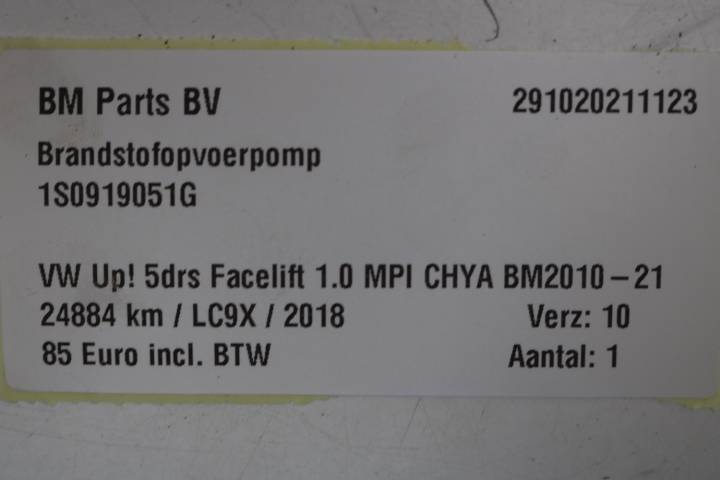 BM Parts BV 291020211123
Brandstofopvoerpomp
1S0919051G
VW Up! 5drs Facelift 1.0 MPI CHYA BM2010-21
24884 km / LC9X / 2018 Verz: 10
85 Euro incl. BTW Aantal: 1